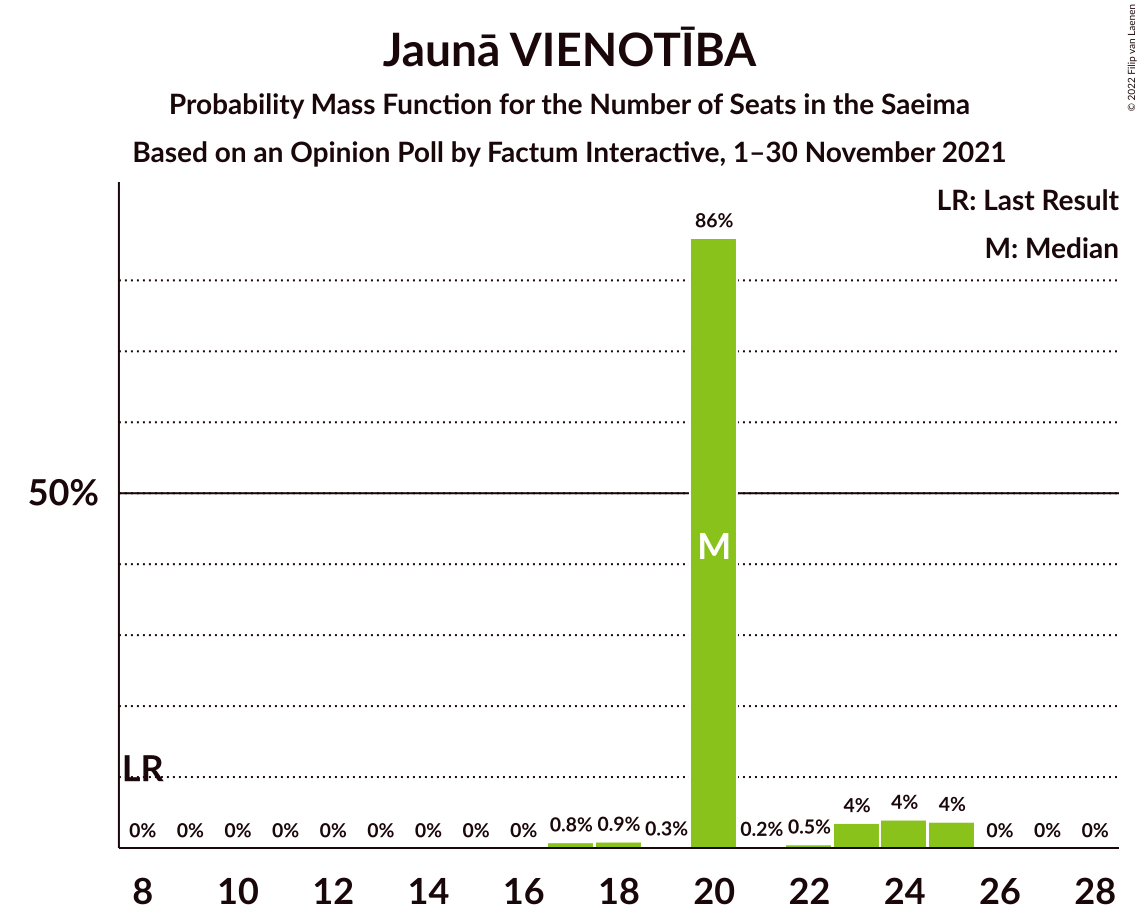 Jaunā VIENOTĪBA
Probability Mass Function for the Number of Seats in the Saeima
Based on an Opinion Poll by Factum Interactive, 1–30 November 2021
© 2022 Filip van Laenen
LR: Last Result
M: Median
86%
50%
M
LR
0% 0% 0% 0% 0% 0% 0% 0% 0% 0.8% 0.9% 0.3% 0.2% 0.5% 4% 4% 4% 0% 0% 0%
8 10 12 14 16 18 20 22 24 26 28